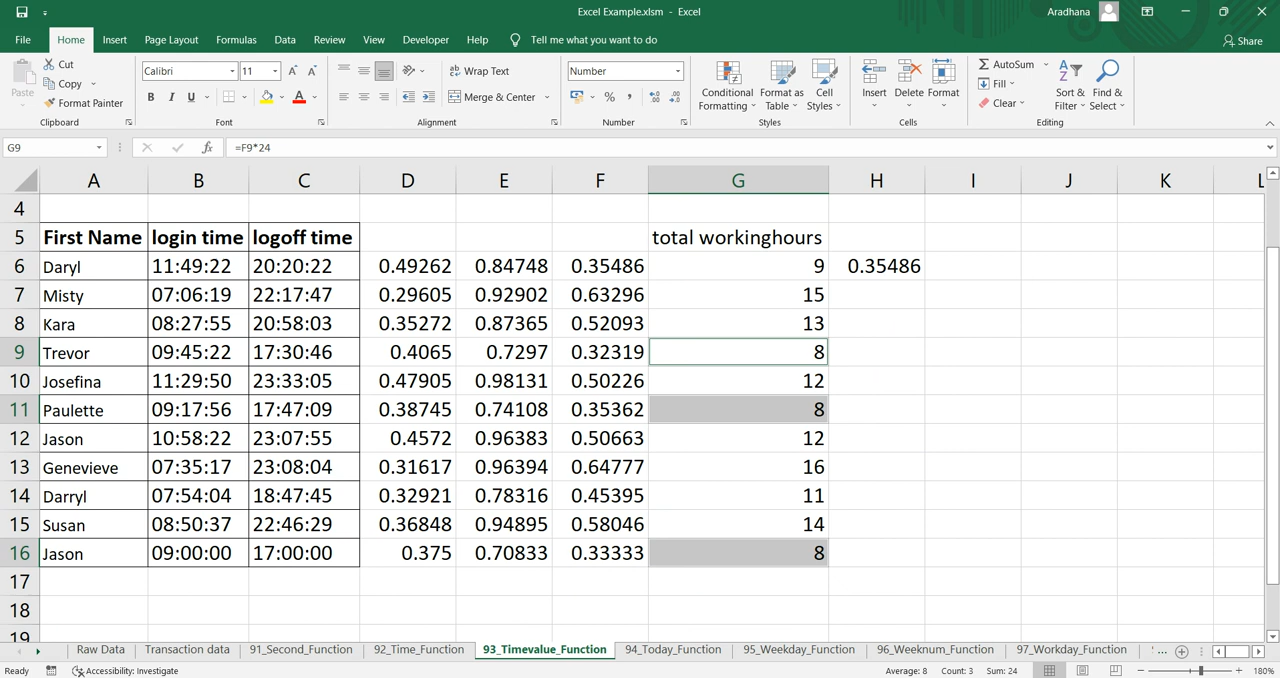 Excel Example.xlsm - Excel
Aradhana
File Home Insert Page Layout Formulas Data Review View Developer Help Tell me what you want to do Share
Paste Cut Copy Format Painter Clipboard
Calibri 11 A A B I U A Font
Wrap Text Merge & Center Alignment
Number % , Number
Conditional Formatting Format as Table Cell Styles Styles
Insert Delete Format Cells
AutoSum Fill Clear Sort & Filter Find & Select Editing
G9 fx =F9*24
A B C D E F G H I J K L
4
5 First Name login time logoff time total workinghours
6 Daryl 11:49:22 20:20:22 0.49262 0.84748 0.35486 9 0.35486
7 Misty 07:06:19 22:17:47 0.29605 0.92902 0.63296 15
8 Kara 08:27:55 20:58:03 0.35272 0.87365 0.52093 13
9 Trevor 09:45:22 17:30:46 0.4065 0.7297 0.32319 8
10 Josefina 11:29:50 23:33:05 0.47905 0.98131 0.50226 12
11 Paulette 09:17:56 17:47:09 0.38745 0.74108 0.35362 8
12 Jason 10:58:22 23:07:55 0.4572 0.96383 0.50663 12
13 Genevieve 07:35:17 23:08:04 0.31617 0.96394 0.64777 16
14 Darryl 07:54:04 18:47:45 0.32921 0.78316 0.45395 11
15 Susan 08:50:37 22:46:29 0.36848 0.94895 0.58046 14
16 Jason 09:00:00 17:00:00 0.375 0.70833 0.33333 8
17
18
19
Raw Data Transaction data 91_Second_Function 92_Time_Function 93_Timevalue_Function 94_Today_Function 95_Weekday_Function 96_Weeknum_Function 97_Workday_Function ...
Ready Accessibility: Investigate Average: 8 Count: 3 Sum: 24 180%